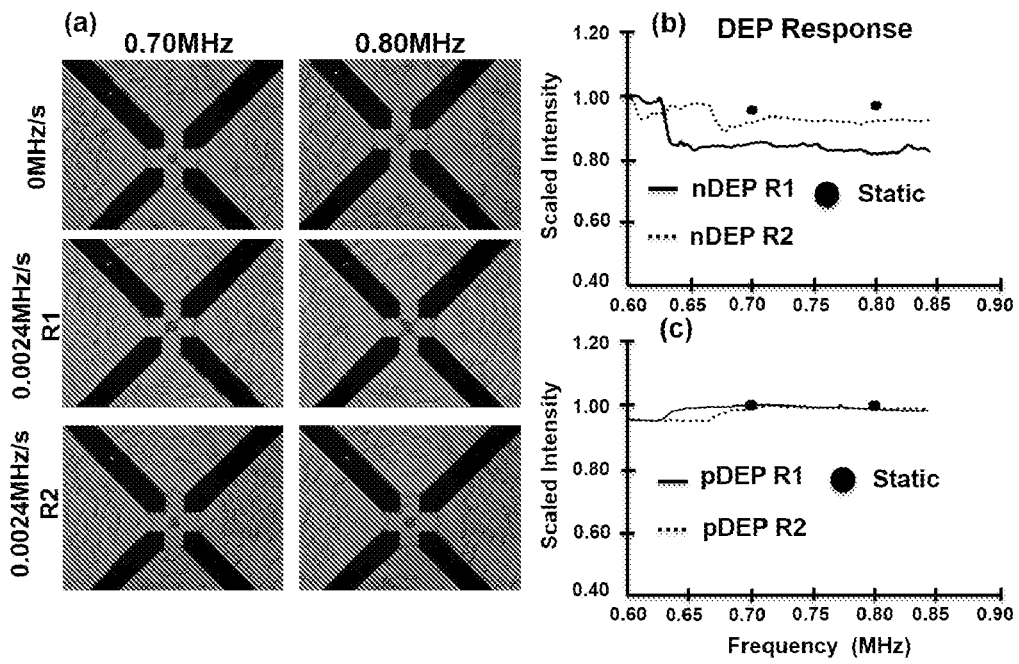 (a)
0.70MHz
0.80MHz
0MHz/s
0.0024MHz/s
R1
0.0024MHz/s
R2
(b)
DEP Response
Scaled Intensity
1.20
1.00
0.80
0.60
0.40
nDEP R1
Static
nDEP R2
0.60
0.65
0.70
0.75
0.80
0.85
0.90
(c)
Scaled Intensity
1.20
1.00
0.80
0.60
0.40
pDEP R1
Static
pDEP R2
0.60
0.65
0.70
0.75
0.80
0.85
0.90
Frequency (MHz)